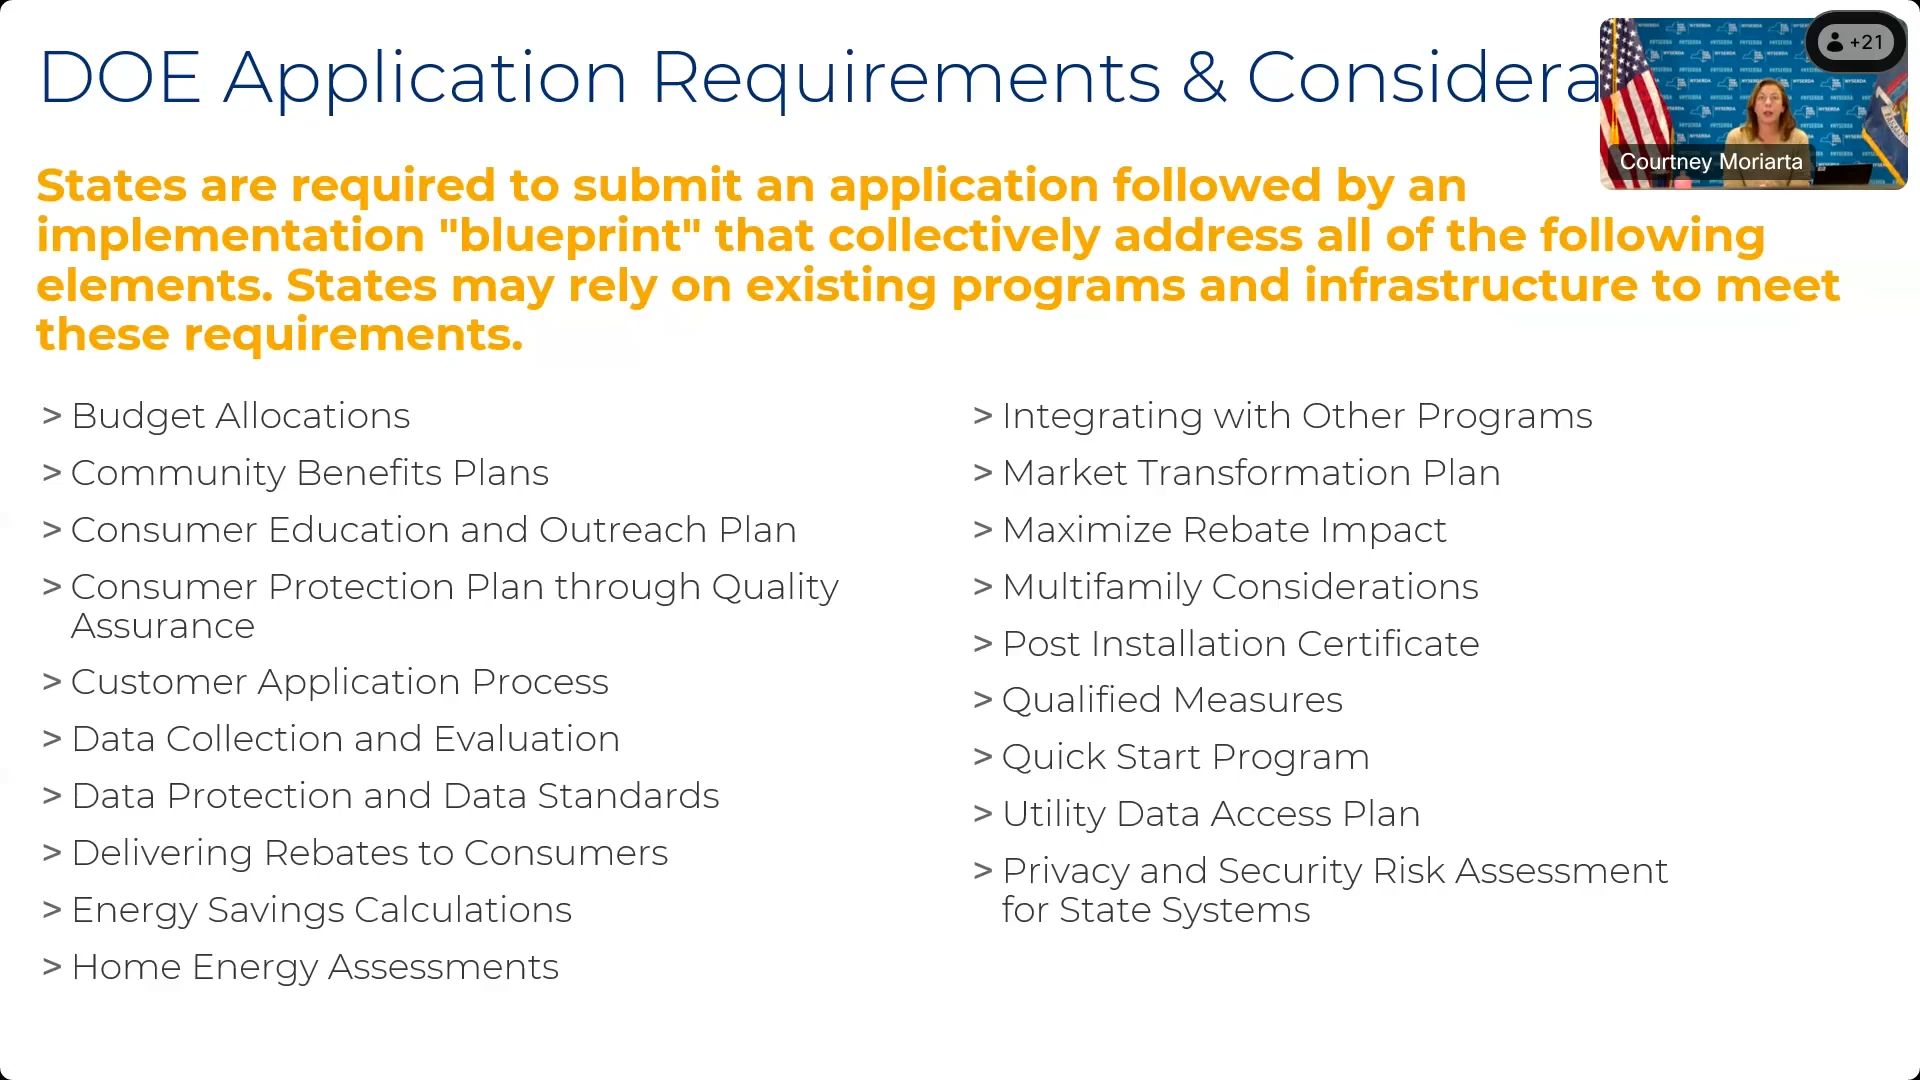 DOE Application Requirements & Considera
+21
Courtney Moriarta
States are required to submit an application followed by an
implementation "blueprint" that collectively address all of the following
elements. States may rely on existing programs and infrastructure to meet
these requirements.
> Budget Allocations
> Community Benefits Plans
> Consumer Education and Outreach Plan
> Consumer Protection Plan through Quality
Assurance
> Customer Application Process
> Data Collection and Evaluation
> Data Protection and Data Standards
> Delivering Rebates to Consumers
> Energy Savings Calculations
> Home Energy Assessments
> Integrating with Other Programs
> Market Transformation Plan
> Maximize Rebate Impact
> Multifamily Considerations
> Post Installation Certificate
> Qualified Measures
> Quick Start Program
> Utility Data Access Plan
> Privacy and Security Risk Assessment
for State Systems